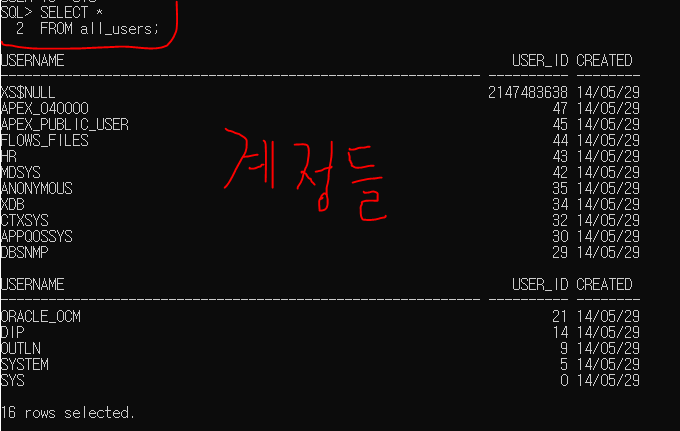 SQL> SELECT *
2 FROM all_users;
USERNAME USER_ID CREATED
XS$NULL 2147483638 14/05/29
APEX_040000 47 14/05/29
APEX_PUBLIC_USER 45 14/05/29
FLOWS_FILES 44 14/05/29
HR 43 14/05/29
MDSYS 42 14/05/29
ANONYMOUS 35 14/05/29
XDB 34 14/05/29
CTXSYS 32 14/05/29
APPQOSSYS 30 14/05/29
DBSNMP 29 14/05/29
계정들
USERNAME USER_ID CREATED
ORACLE_OCM 21 14/05/29
DIP 14 14/05/29
OUTLN 9 14/05/29
SYSTEM 5 14/05/29
SYS 0 14/05/29
16 rows selected.